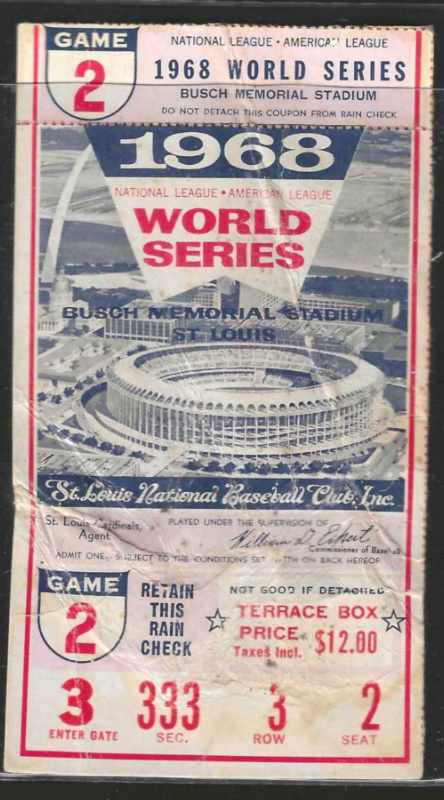 GAME
2
NATIONAL LEAGUE · AMERICAN LEAGUE
1968 WORLD SERIES
BUSCH MEMORIAL STADIUM
DO NOT DETACH THIS COUPON FROM RAIN CHECK
1968
NATIONAL LEAGUE · AMERICAN LEAGUE
WORLD
SERIES
BUSCH MEMORIAL STADIUM
ST. LOUIS
St. Louis National Baseball Club, Inc.
St. Louis Cardinals,
Agent
PLAYED UNDER THE SUPERVISION OF
William D. Eckert
Commissioner of Baseball
ADMIT ONE. SUBJECT TO THE CONDITIONS SET FORTH ON BACK HEREOF
GAME
2
RETAIN
THIS
RAIN
CHECK
NOT GOOD IF DETACHED
TERRACE BOX
PRICE
Taxes Incl.
$12.00
3
ENTER GATE
333
SEC.
3
ROW
2
SEAT